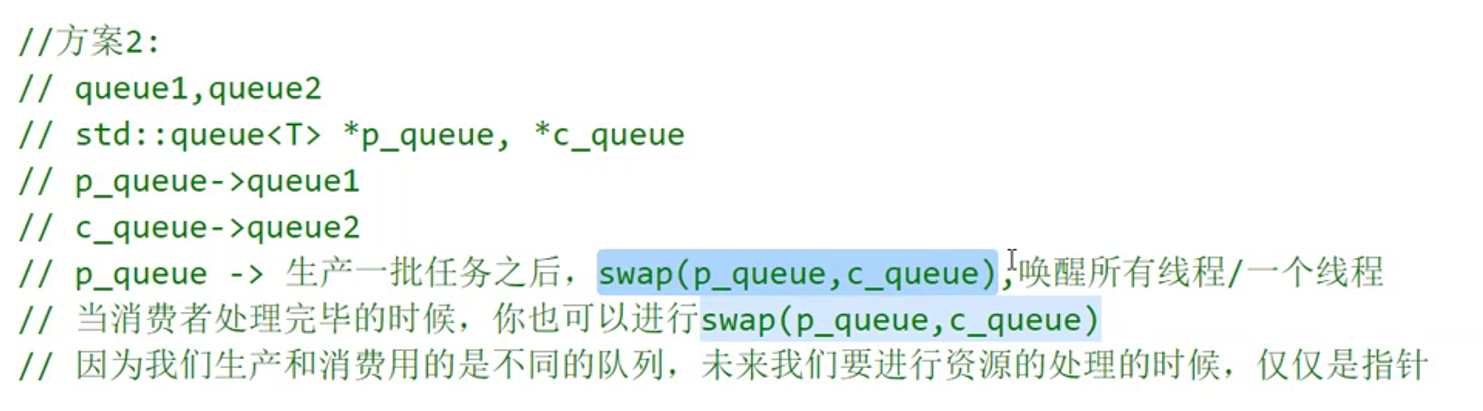 //方案2:
// queue1,queue2
// std::queue<T> *p_queue, *c_queue
// p_queue->queue1
// c_queue->queue2
// p_queue -> 生产一批任务之后，swap(p_queue,c_queue),唤醒所有线程/一个线程
// 当消费者处理完毕的时候，你也可以进行swap(p_queue,c_queue)
// 因为我们生产和消费用的是不同的队列，未来我们要进行资源的处理的时候，仅仅是指针